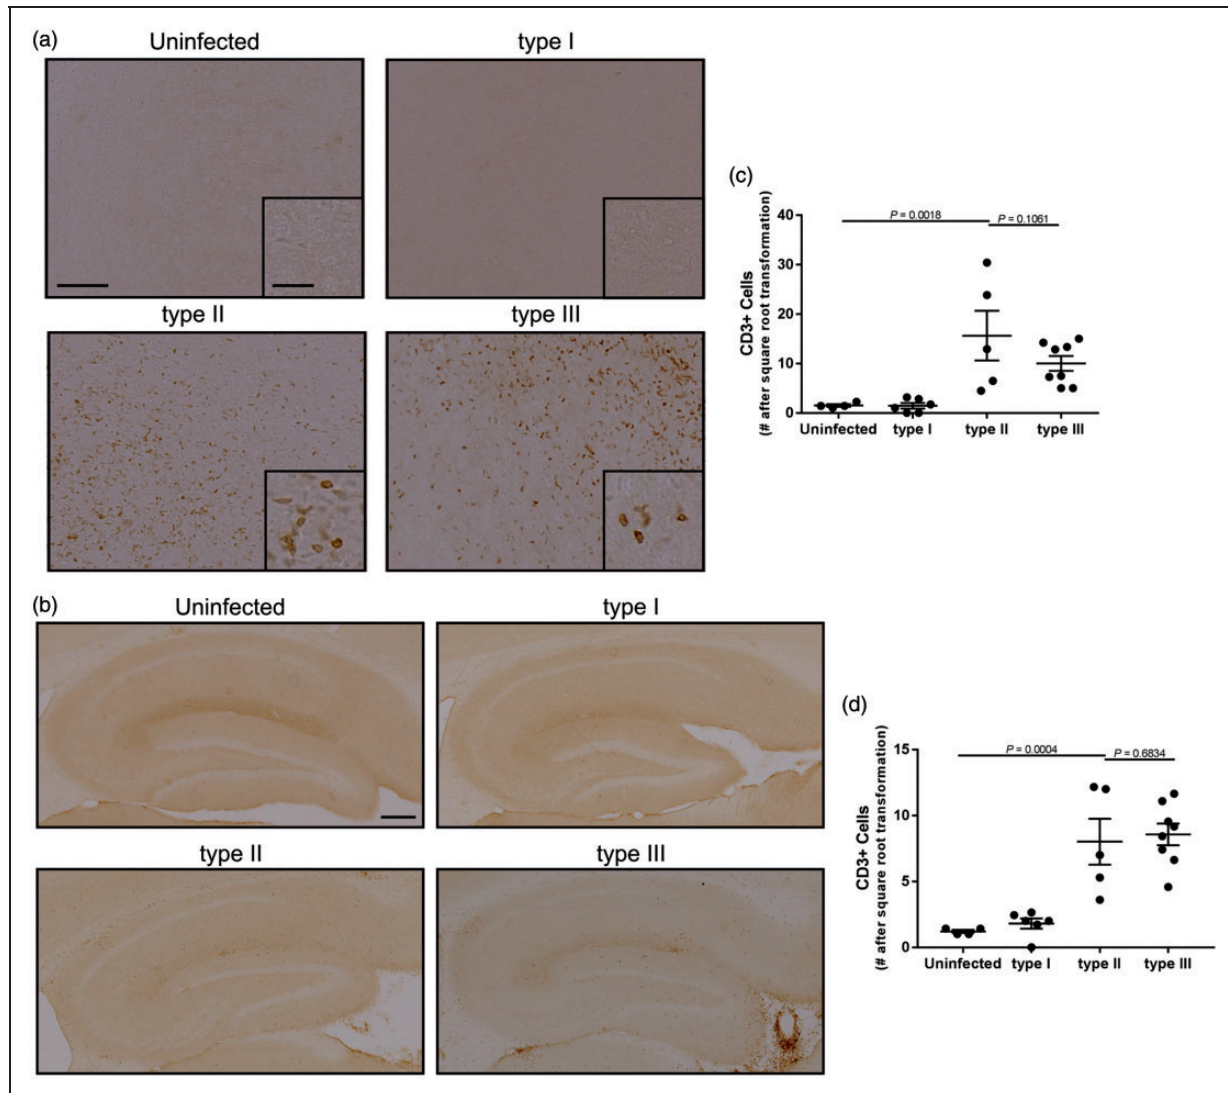 (a)
Uninfected
type I
type II
type III
(c)
P = 0.0018
P = 0.1061
CD3+ Cells
(# after square root transformation)
40
30
20
10
0
Uninfected
type I
type II
type III
(b)
Uninfected
type I
type II
type III
(d)
P = 0.0004
P = 0.6834
CD3+ Cells
(# after square root transformation)
15
10
5
0
Uninfected
type I
type II
type III